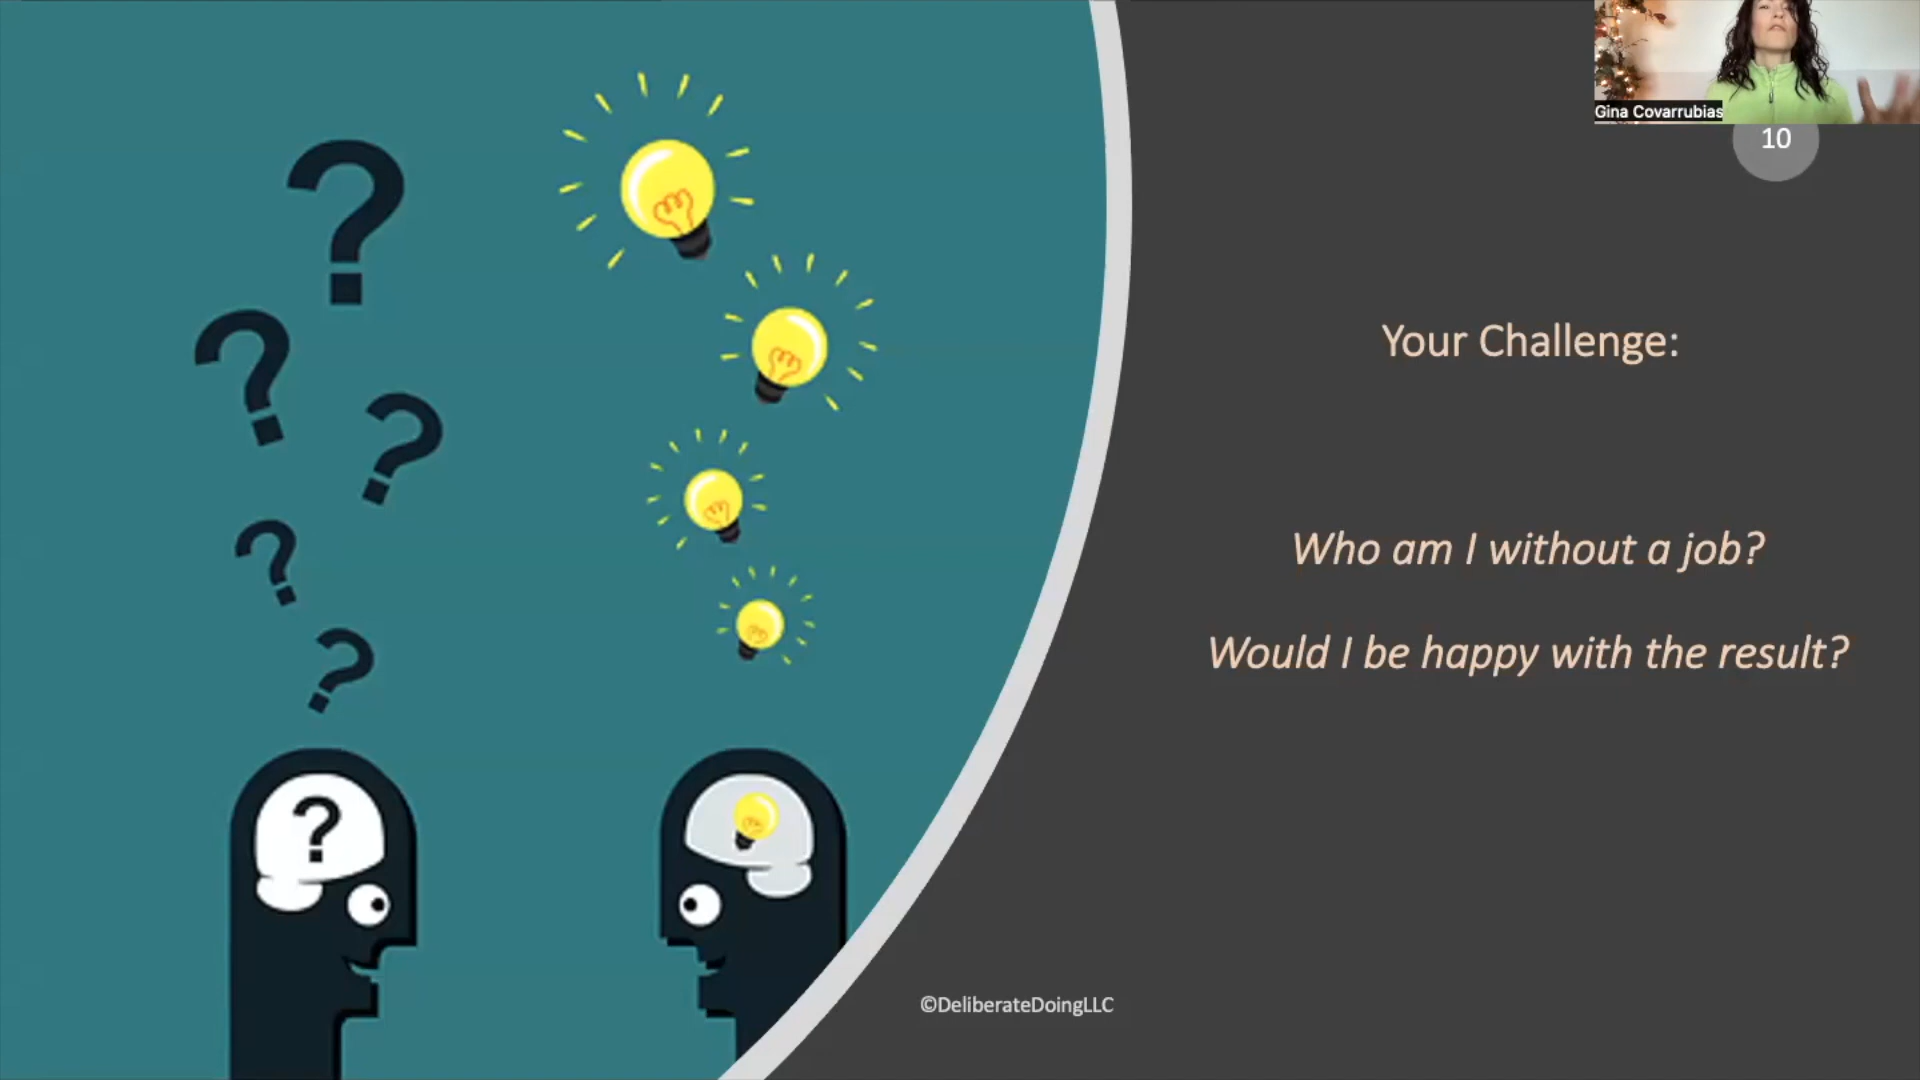 Gina Covarrubias
10
Your Challenge:
Who am I without a job?
Would I be happy with the result?
©DeliberateDoingLLC